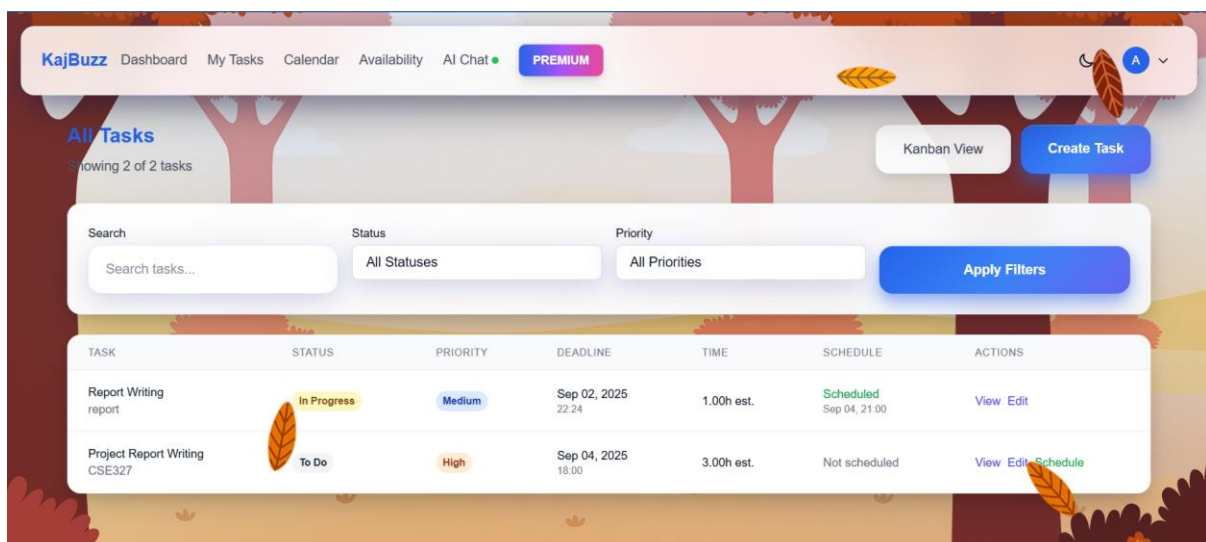 KajBuzz Dashboard My Tasks Calendar Availability AI Chat PREMIUM A
All Tasks
Showing 2 of 2 tasks
Kanban View Create Task
Search Status Priority
Search tasks... All Statuses All Priorities Apply Filters
TASK STATUS PRIORITY DEADLINE TIME SCHEDULE ACTIONS
Report Writing
report
In Progress Medium
Sep 02, 2025
22:24
1.00h est.
Scheduled
Sep 04, 21:00
View Edit
Project Report Writing
CSE327
To Do High
Sep 04, 2025
18:00
3.00h est. Not scheduled View Edit Schedule